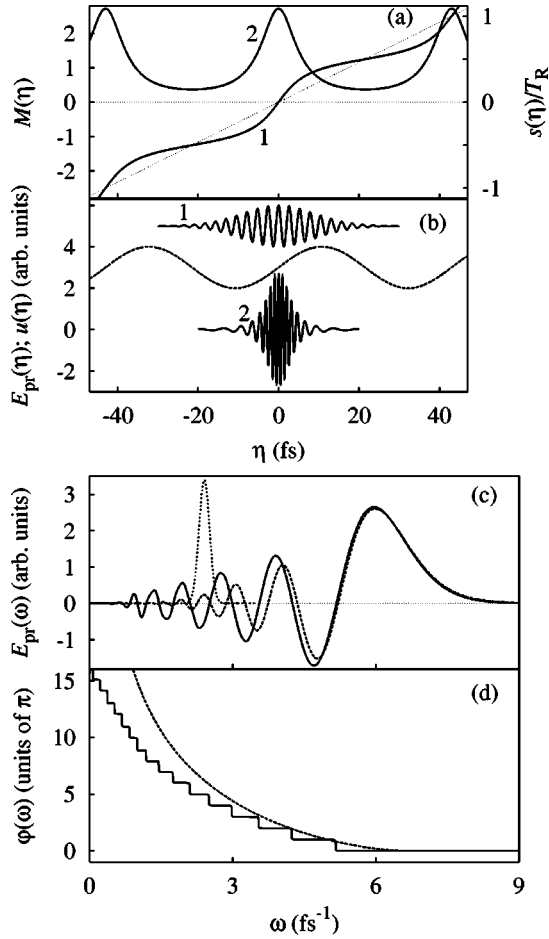 (a)
2
1
0
-1
-2
M(η)
2
1
1
0
-1
s(η)/T_R
(b)
1
2
4
2
0
-2
E_pr(η); u(η) (arb. units)
-40 -20 0 20 40
η (fs)
(c)
3
2
1
0
-1
E_pr(ω) (arb. units)
(d)
15
10
5
0
φ(ω) (units of π)
0 3 6 9
ω (fs⁻¹)